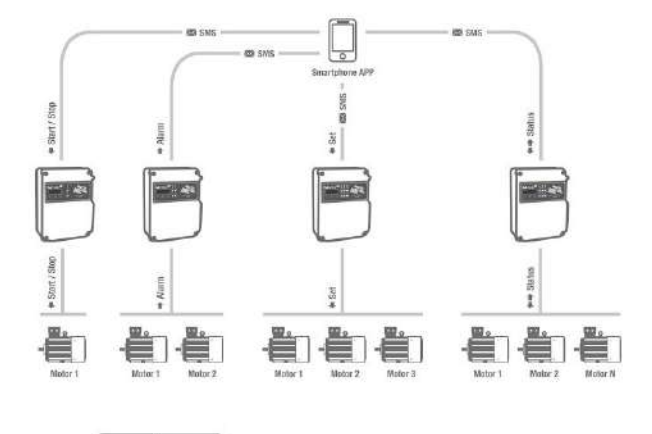 SMS
SMS
SMS
Smartphone APP
SMS
Start / Stop
Alarm
Set
Status
Start / Stop
Alarm
Set
Status
Motor 1
Motor 1
Motor 2
Motor 1
Motor 2
Motor 3
Motor 1
Motor 2
Motor N